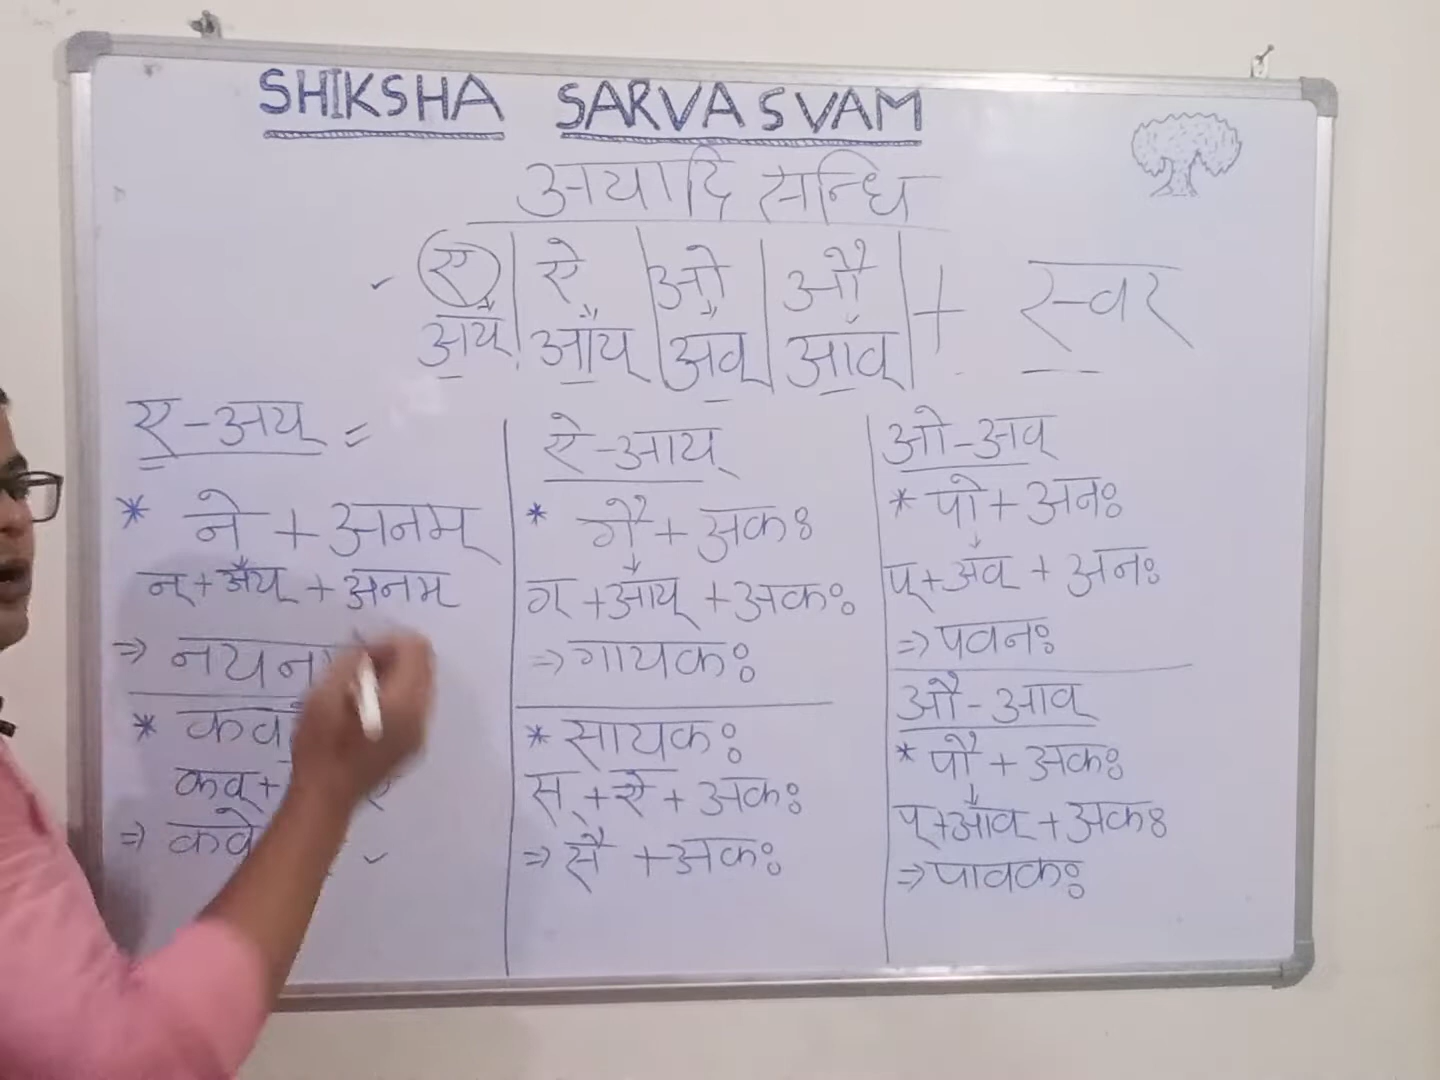 SHIKSHA SARVASVAM
अयादि सन्धि
ए | ऐ | ओ | औ + स्वर
अय् | आय् | अव् | आव्
ए-अय् =
* ने + अनम्
न् + अय् + अनम्
⇒ नयन
* कव
कव् +
⇒ कवे
ऐ-आय्
* गै + अकः
ग् + आय् + अकः
⇒ गायकः
* सायकः
स् + ऐ + अकः
⇒ सै + अकः
ओ-अव्
* पो + अनः
प् + अव् + अनः
⇒ पवनः
औ-आव्
* पौ + अकः
प् + आव् + अकः
⇒ पावकः